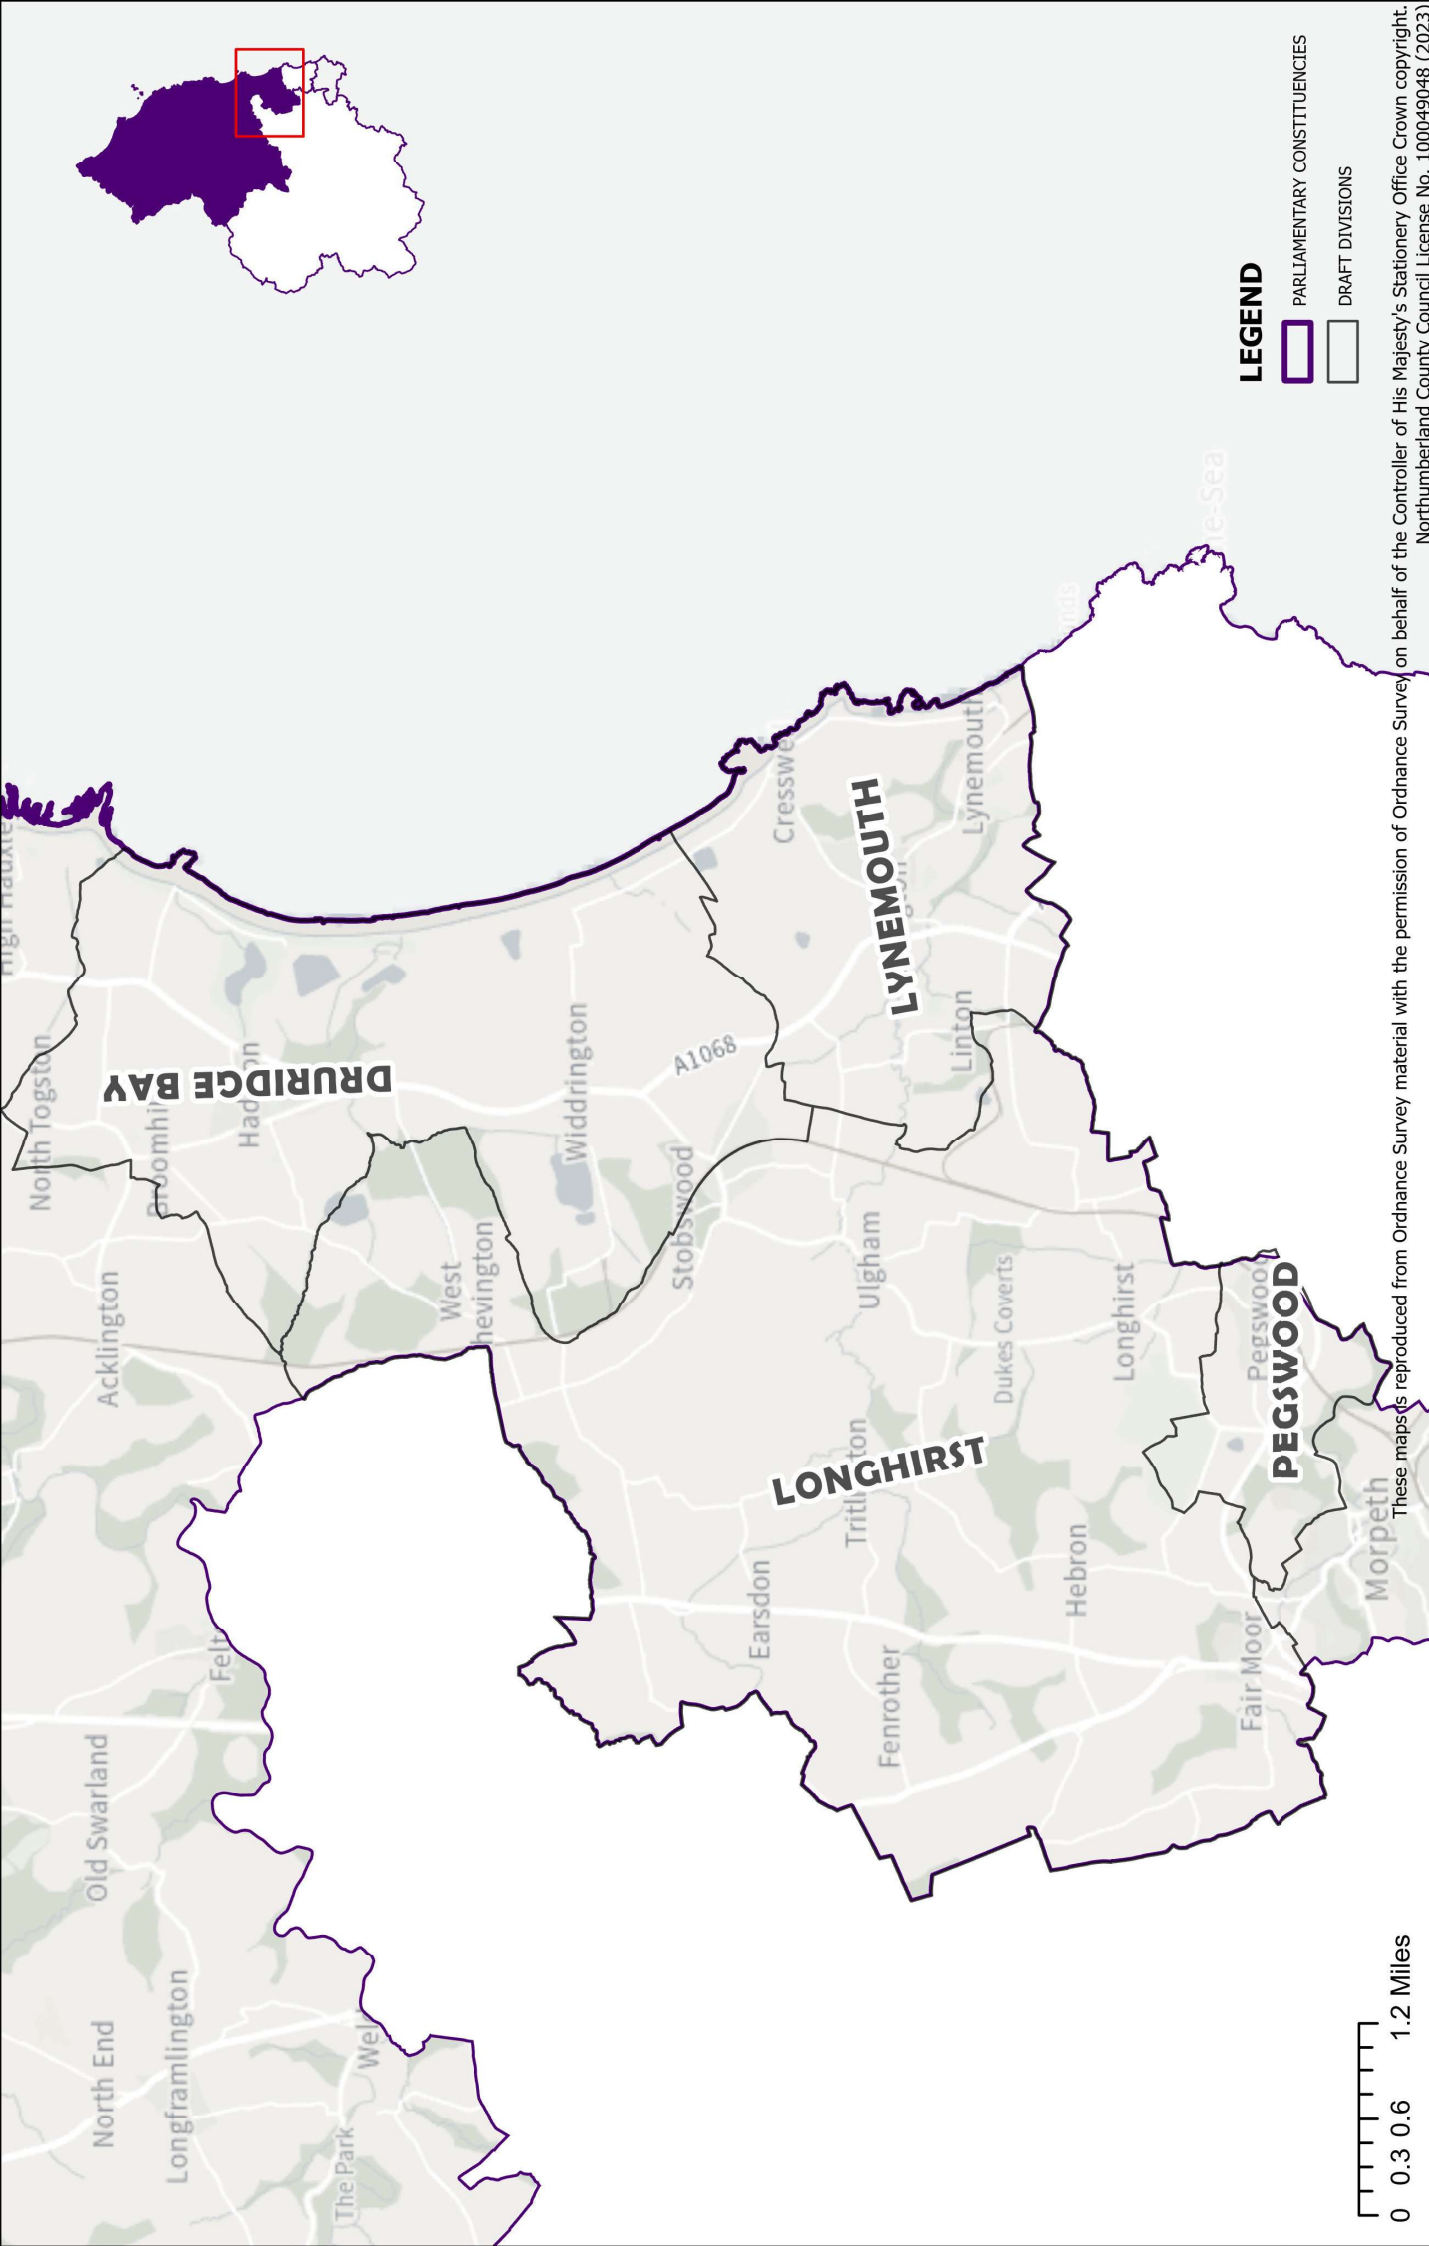 LEGEND
PARLIAMENTARY CONSTITUENCIES
DRAFT DIVISIONS
North Togston
Acklington
Old Swarland
North End
Longframlington
The Park
DRURIDGE BAY
Widdrington
A1068
Stobswood
West
Ulgham
LYNEMOUTH
Lynemouth
Linton
Dukes Coverts
Longhirst
LONGHIRST
Earsdon
Fenrother
Hebron
Fair Moor
PEGSWOOD
Morpeth
0 0.3 0.6 1.2 Miles
These maps is reproduced from Ordnance Survey material with the permission of Ordnance Survey on behalf of the Controller of His Majesty's Stationery Office Crown copyright.
Northumberland County Council License No. 100049048 (2023)